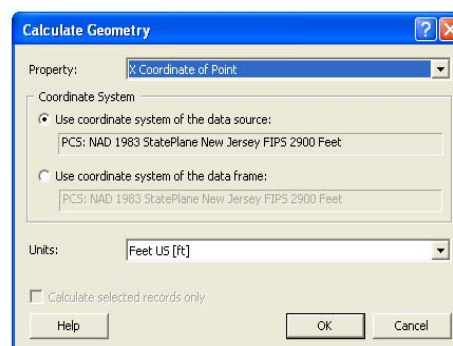 Calculate Geometry
Property: X Coordinate of Point
Coordinate System
Use coordinate system of the data source:
PCS: NAD 1983 StatePlane New Jersey FIPS 2900 Feet
Use coordinate system of the data frame:
PCS: NAD 1983 StatePlane New Jersey FIPS 2900 Feet
Units: Feet US [ft]
Calculate selected records only
Help OK Cancel